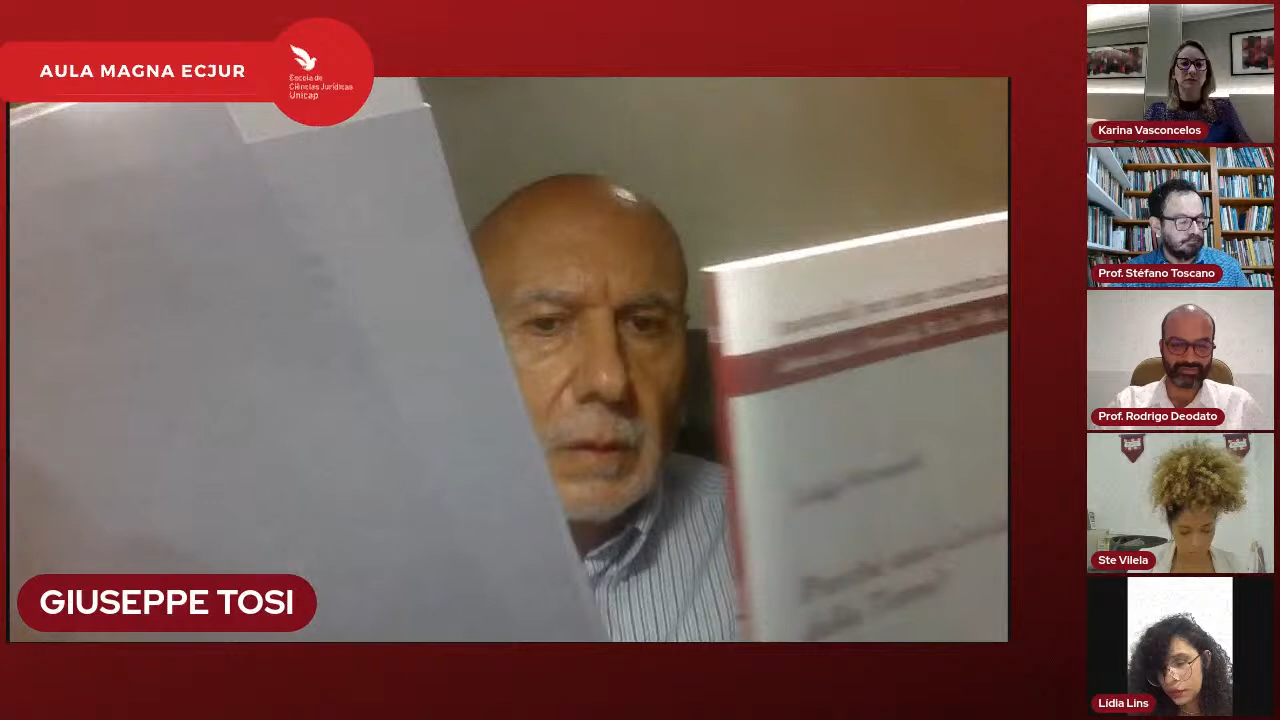 AULA MAGNA ECJUR
Escola de
Ciências Jurídicas
Unicap
GIUSEPPE TOSI
Karina Vasconcelos
Prof. Stéfano Toscano
Prof. Rodrigo Deodato
Ste Vilela
Lídia Lins